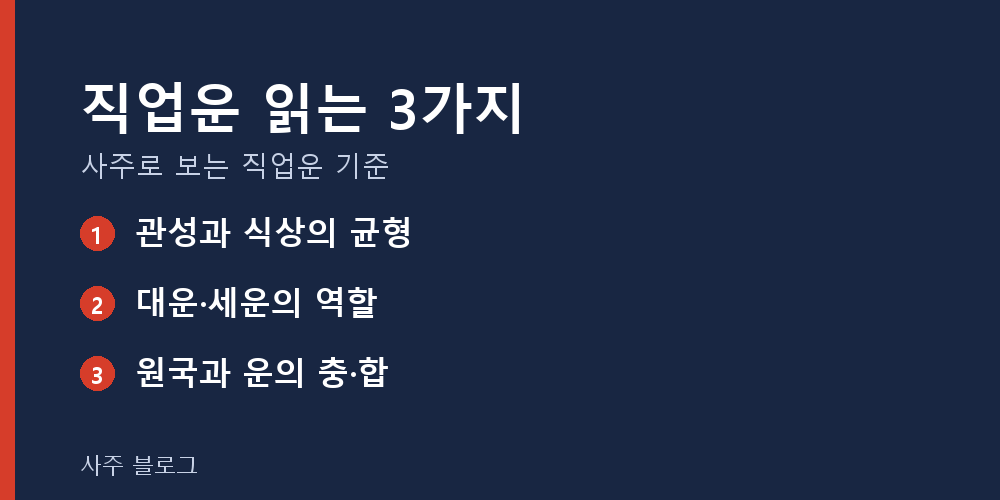 직업운 읽는 3가지
사주로 보는 직업운 기준
1 관성과 식상의 균형
2 대운·세운의 역할
3 원국과 운의 충·합
사주 블로그